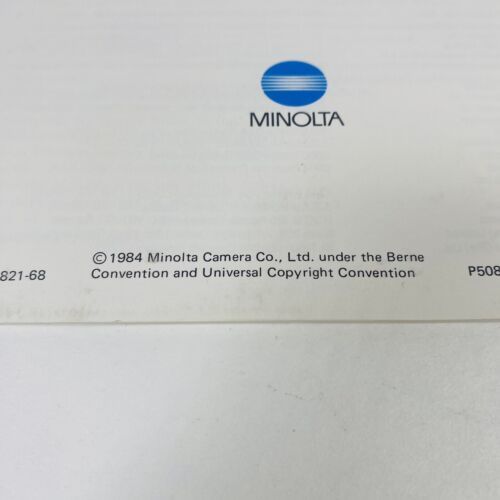 MINOLTA
©1984 Minolta Camera Co., Ltd. under the Berne
Convention and Universal Copyright Convention
821-68
P508